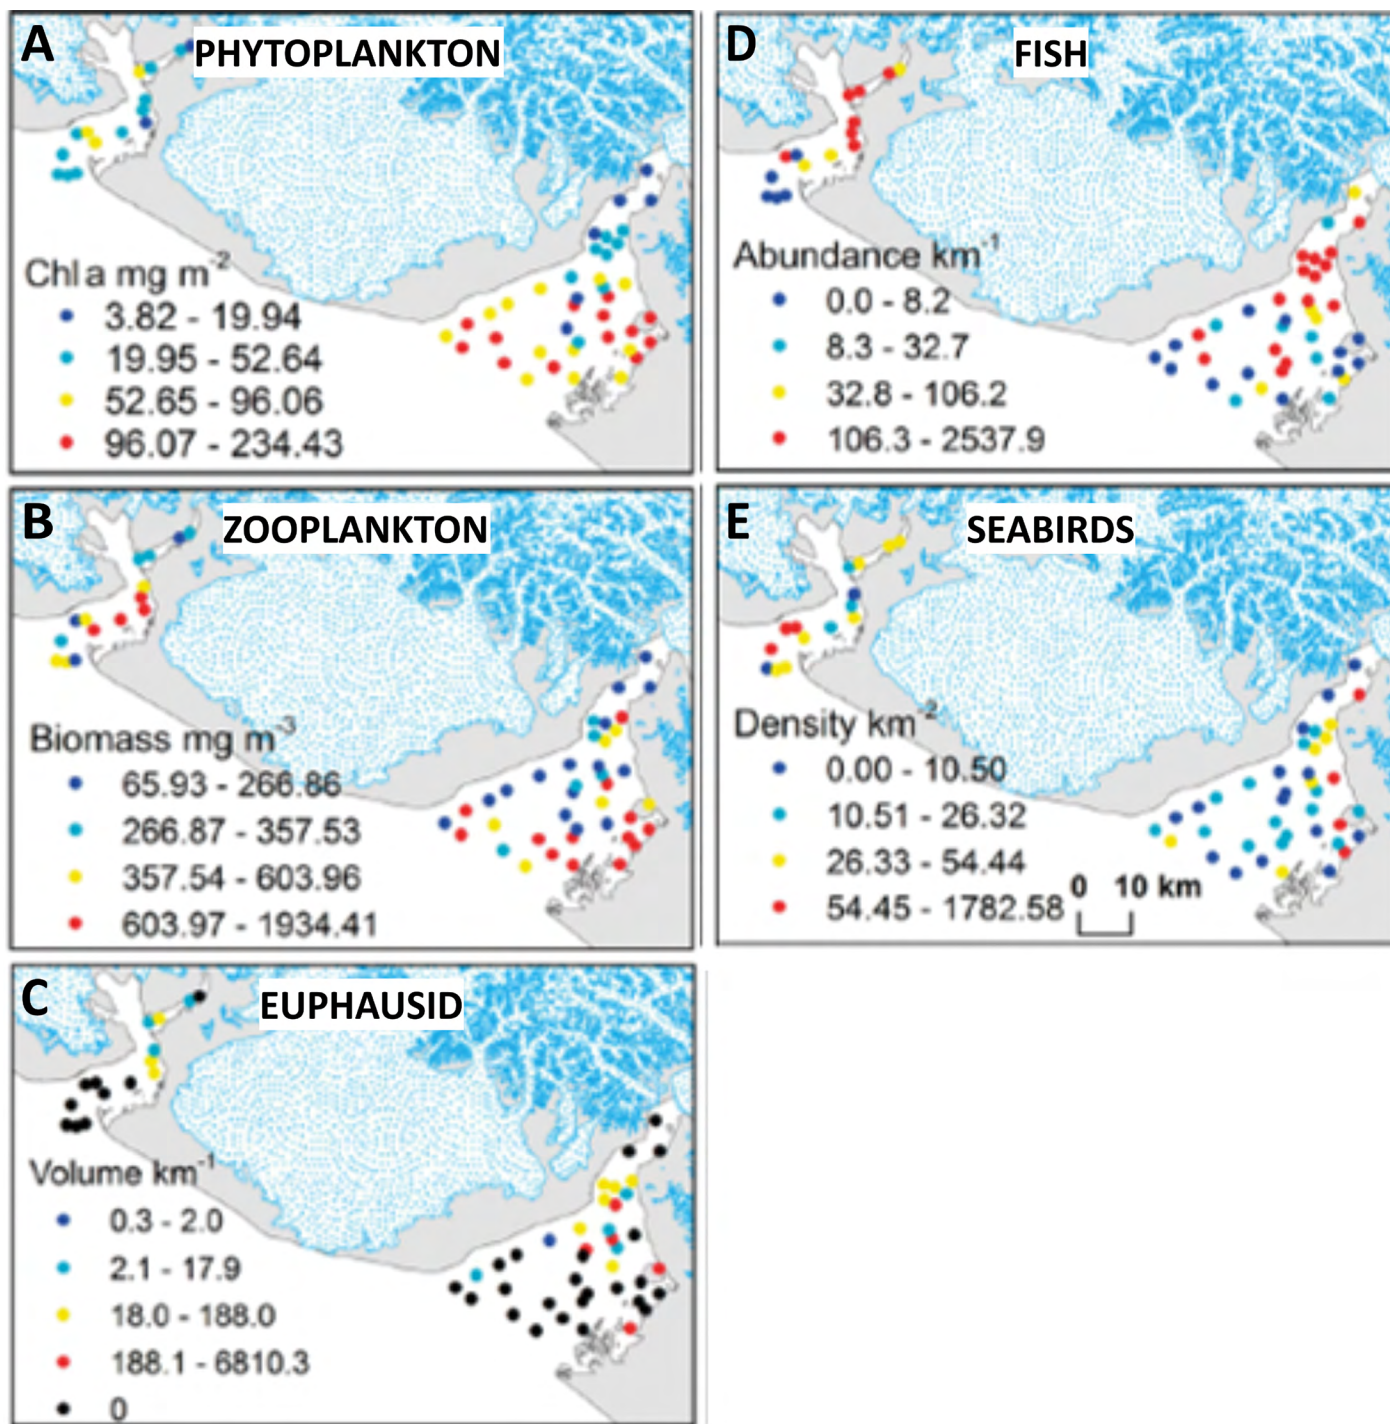 A
PHYTOPLANKTON
Chl a mg m-2
3.82 - 19.94
19.95 - 52.64
52.65 - 96.06
96.07 - 234.43
B
ZOOPLANKTON
Biomass mg m-3
65.93 - 266.86
266.87 - 357.53
357.54 - 603.96
603.97 - 1934.41
C
EUPHAUSID
Volume km-1
0.3 - 2.0
2.1 - 17.9
18.0 - 188.0
188.1 - 6810.3
0
D
FISH
Abundance km-1
0.0 - 8.2
8.3 - 32.7
32.8 - 106.2
106.3 - 2537.9
E
SEABIRDS
Density km-2
0.00 - 10.50
10.51 - 26.32
26.33 - 54.44
54.45 - 1782.58
0 10 km